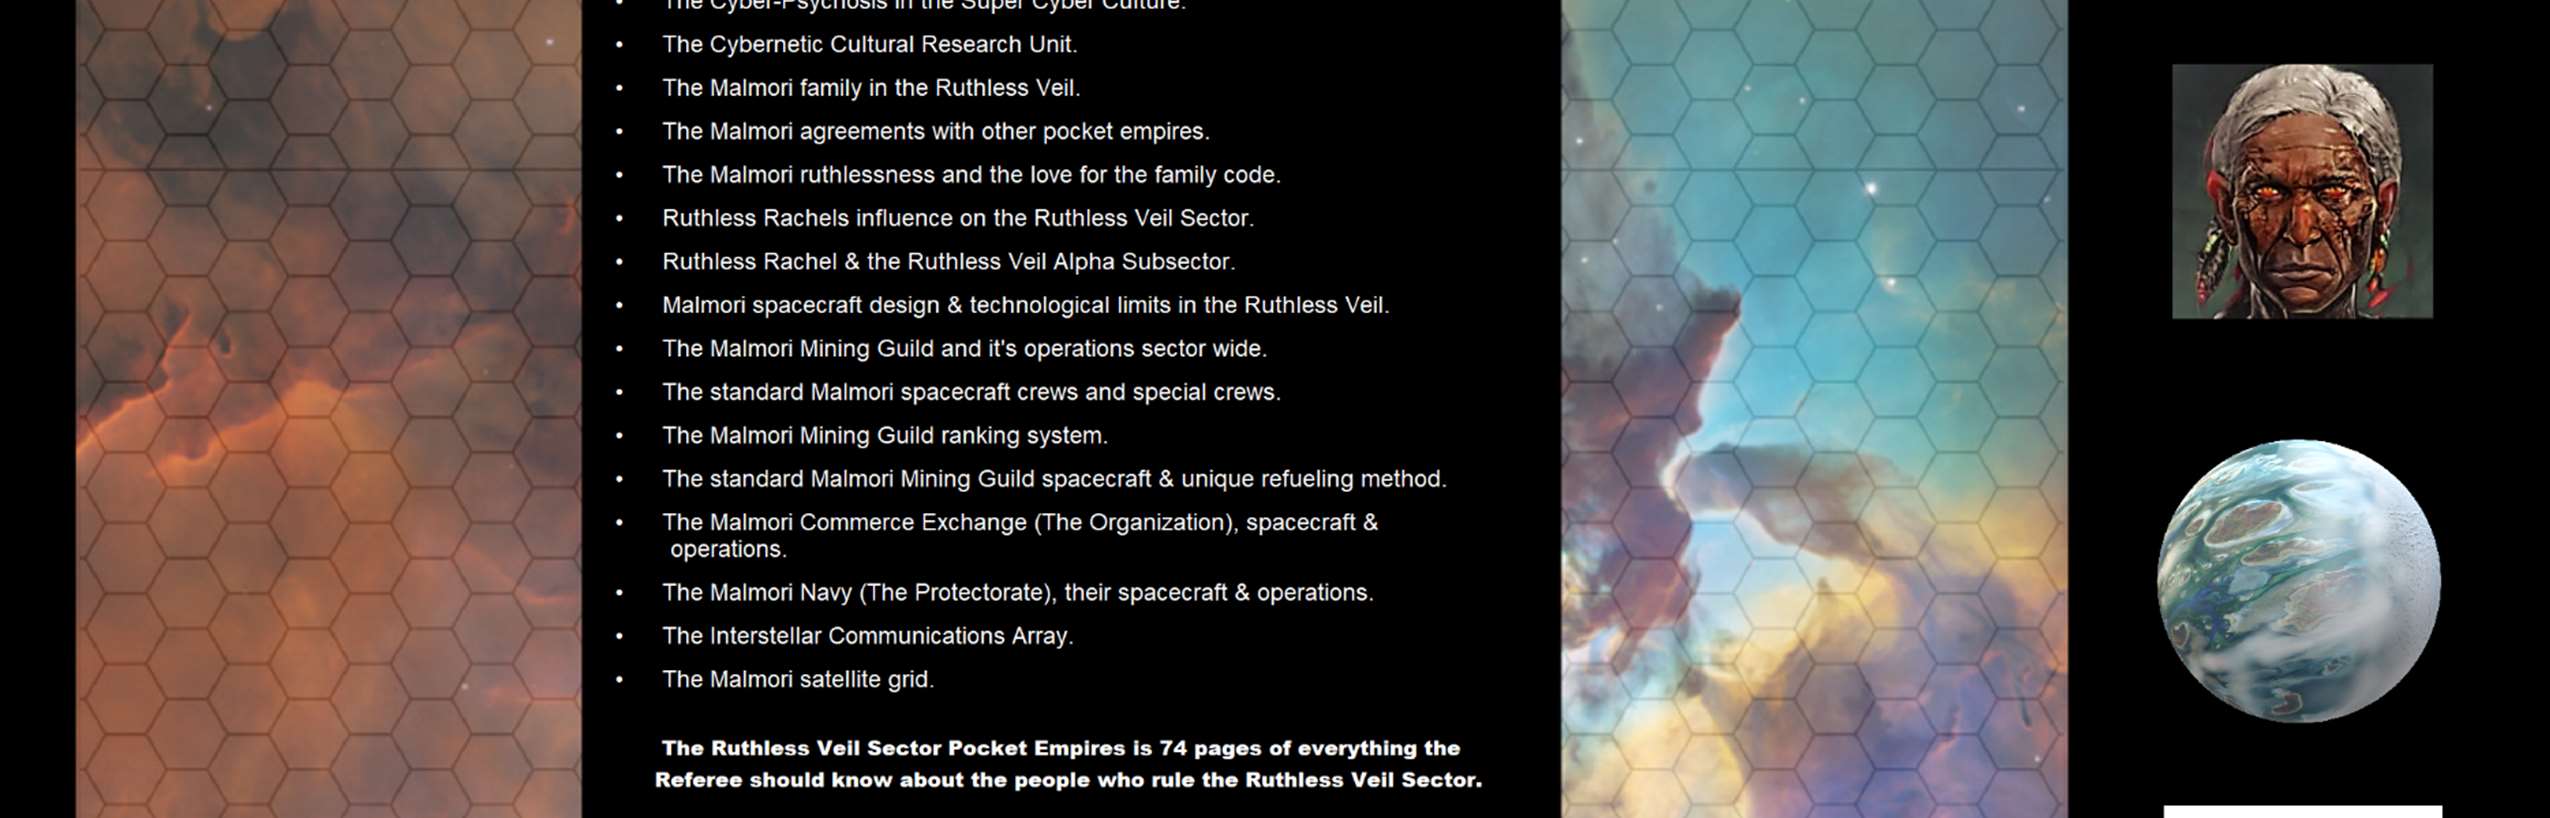 • The Cyber-Psychosis in the Super Cyber Culture.
• The Cybernetic Cultural Research Unit.
• The Malmori family in the Ruthless Veil.
• The Malmori agreements with other pocket empires.
• The Malmori ruthlessness and the love for the family code.
• Ruthless Rachels influence on the Ruthless Veil Sector.
• Ruthless Rachel & the Ruthless Veil Alpha Subsector.
• Malmori spacecraft design & technological limits in the Ruthless Veil.
• The Malmori Mining Guild and it's operations sector wide.
• The standard Malmori spacecraft crews and special crews.
• The Malmori Mining Guild ranking system.
• The standard Malmori Mining Guild spacecraft & unique refueling method.
• The Malmori Commerce Exchange (The Organization), spacecraft &
operations.
• The Malmori Navy (The Protectorate), their spacecraft & operations.
• The Interstellar Communications Array.
• The Malmori satellite grid.
The Ruthless Veil Sector Pocket Empires is 74 pages of everything the
Referee should know about the people who rule the Ruthless Veil Sector.